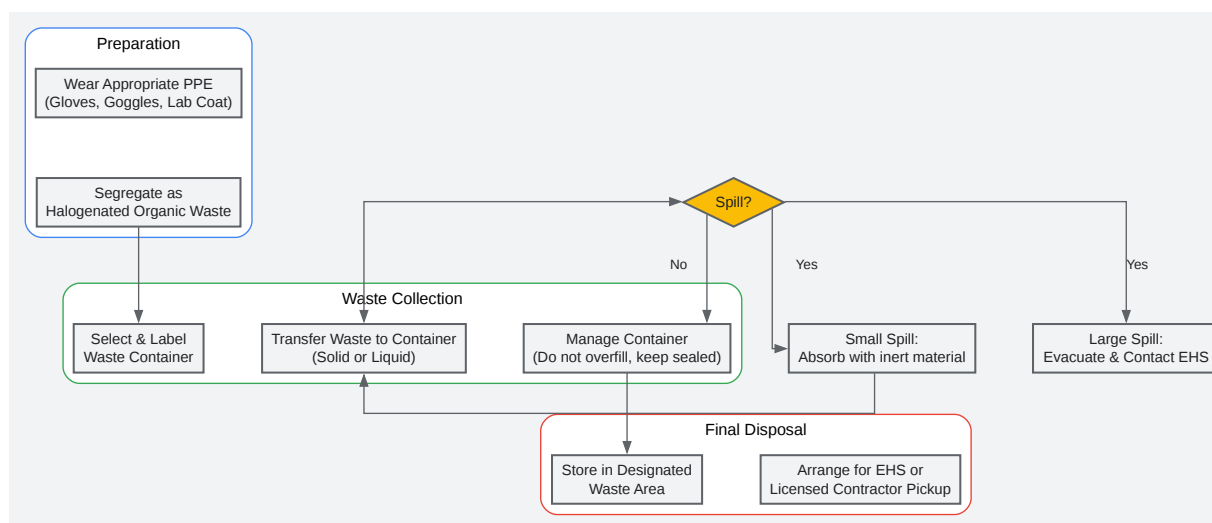 Preparation
Wear Appropriate PPE
(Gloves, Goggles, Lab Coat)
Segregate as
Halogenated Organic Waste
Spill?
No
Yes
Yes
Waste Collection
Select & Label
Waste Container
Transfer Waste to Container
(Solid or Liquid)
Manage Container
(Do not overfill, keep sealed)
Small Spill:
Absorb with inert material
Large Spill:
Evacuate & Contact EHS
Final Disposal
Store in Designated
Waste Area
Arrange for EHS or
Licensed Contractor Pickup